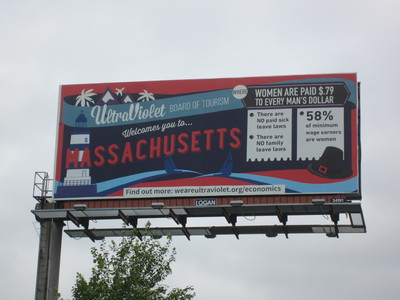 UltraViolet BOARD OF TOURISM
Welcomes you to...
MASSACHUSETTS
WHERE WOMEN ARE PAID $.79
TO EVERY MAN'S DOLLAR
• There are
NO paid sick
leave laws
• There are
NO family
leave laws
• 58%
of minimum
wage earners
are women
Find out more: weareultraviolet.org/economics
LOGAN